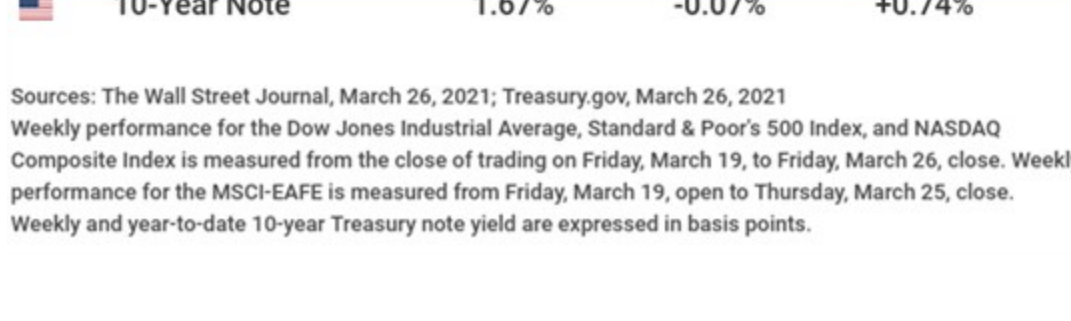 10-Year Note 1.67% -0.07% +0.74%
Sources: The Wall Street Journal, March 26, 2021; Treasury.gov, March 26, 2021
Weekly performance for the Dow Jones Industrial Average, Standard & Poor's 500 Index, and NASDAQ
Composite Index is measured from the close of trading on Friday, March 19, to Friday, March 26, close. Weekl
performance for the MSCI-EAFE is measured from Friday, March 19, open to Thursday, March 25, close.
Weekly and year-to-date 10-year Treasury note yield are expressed in basis points.